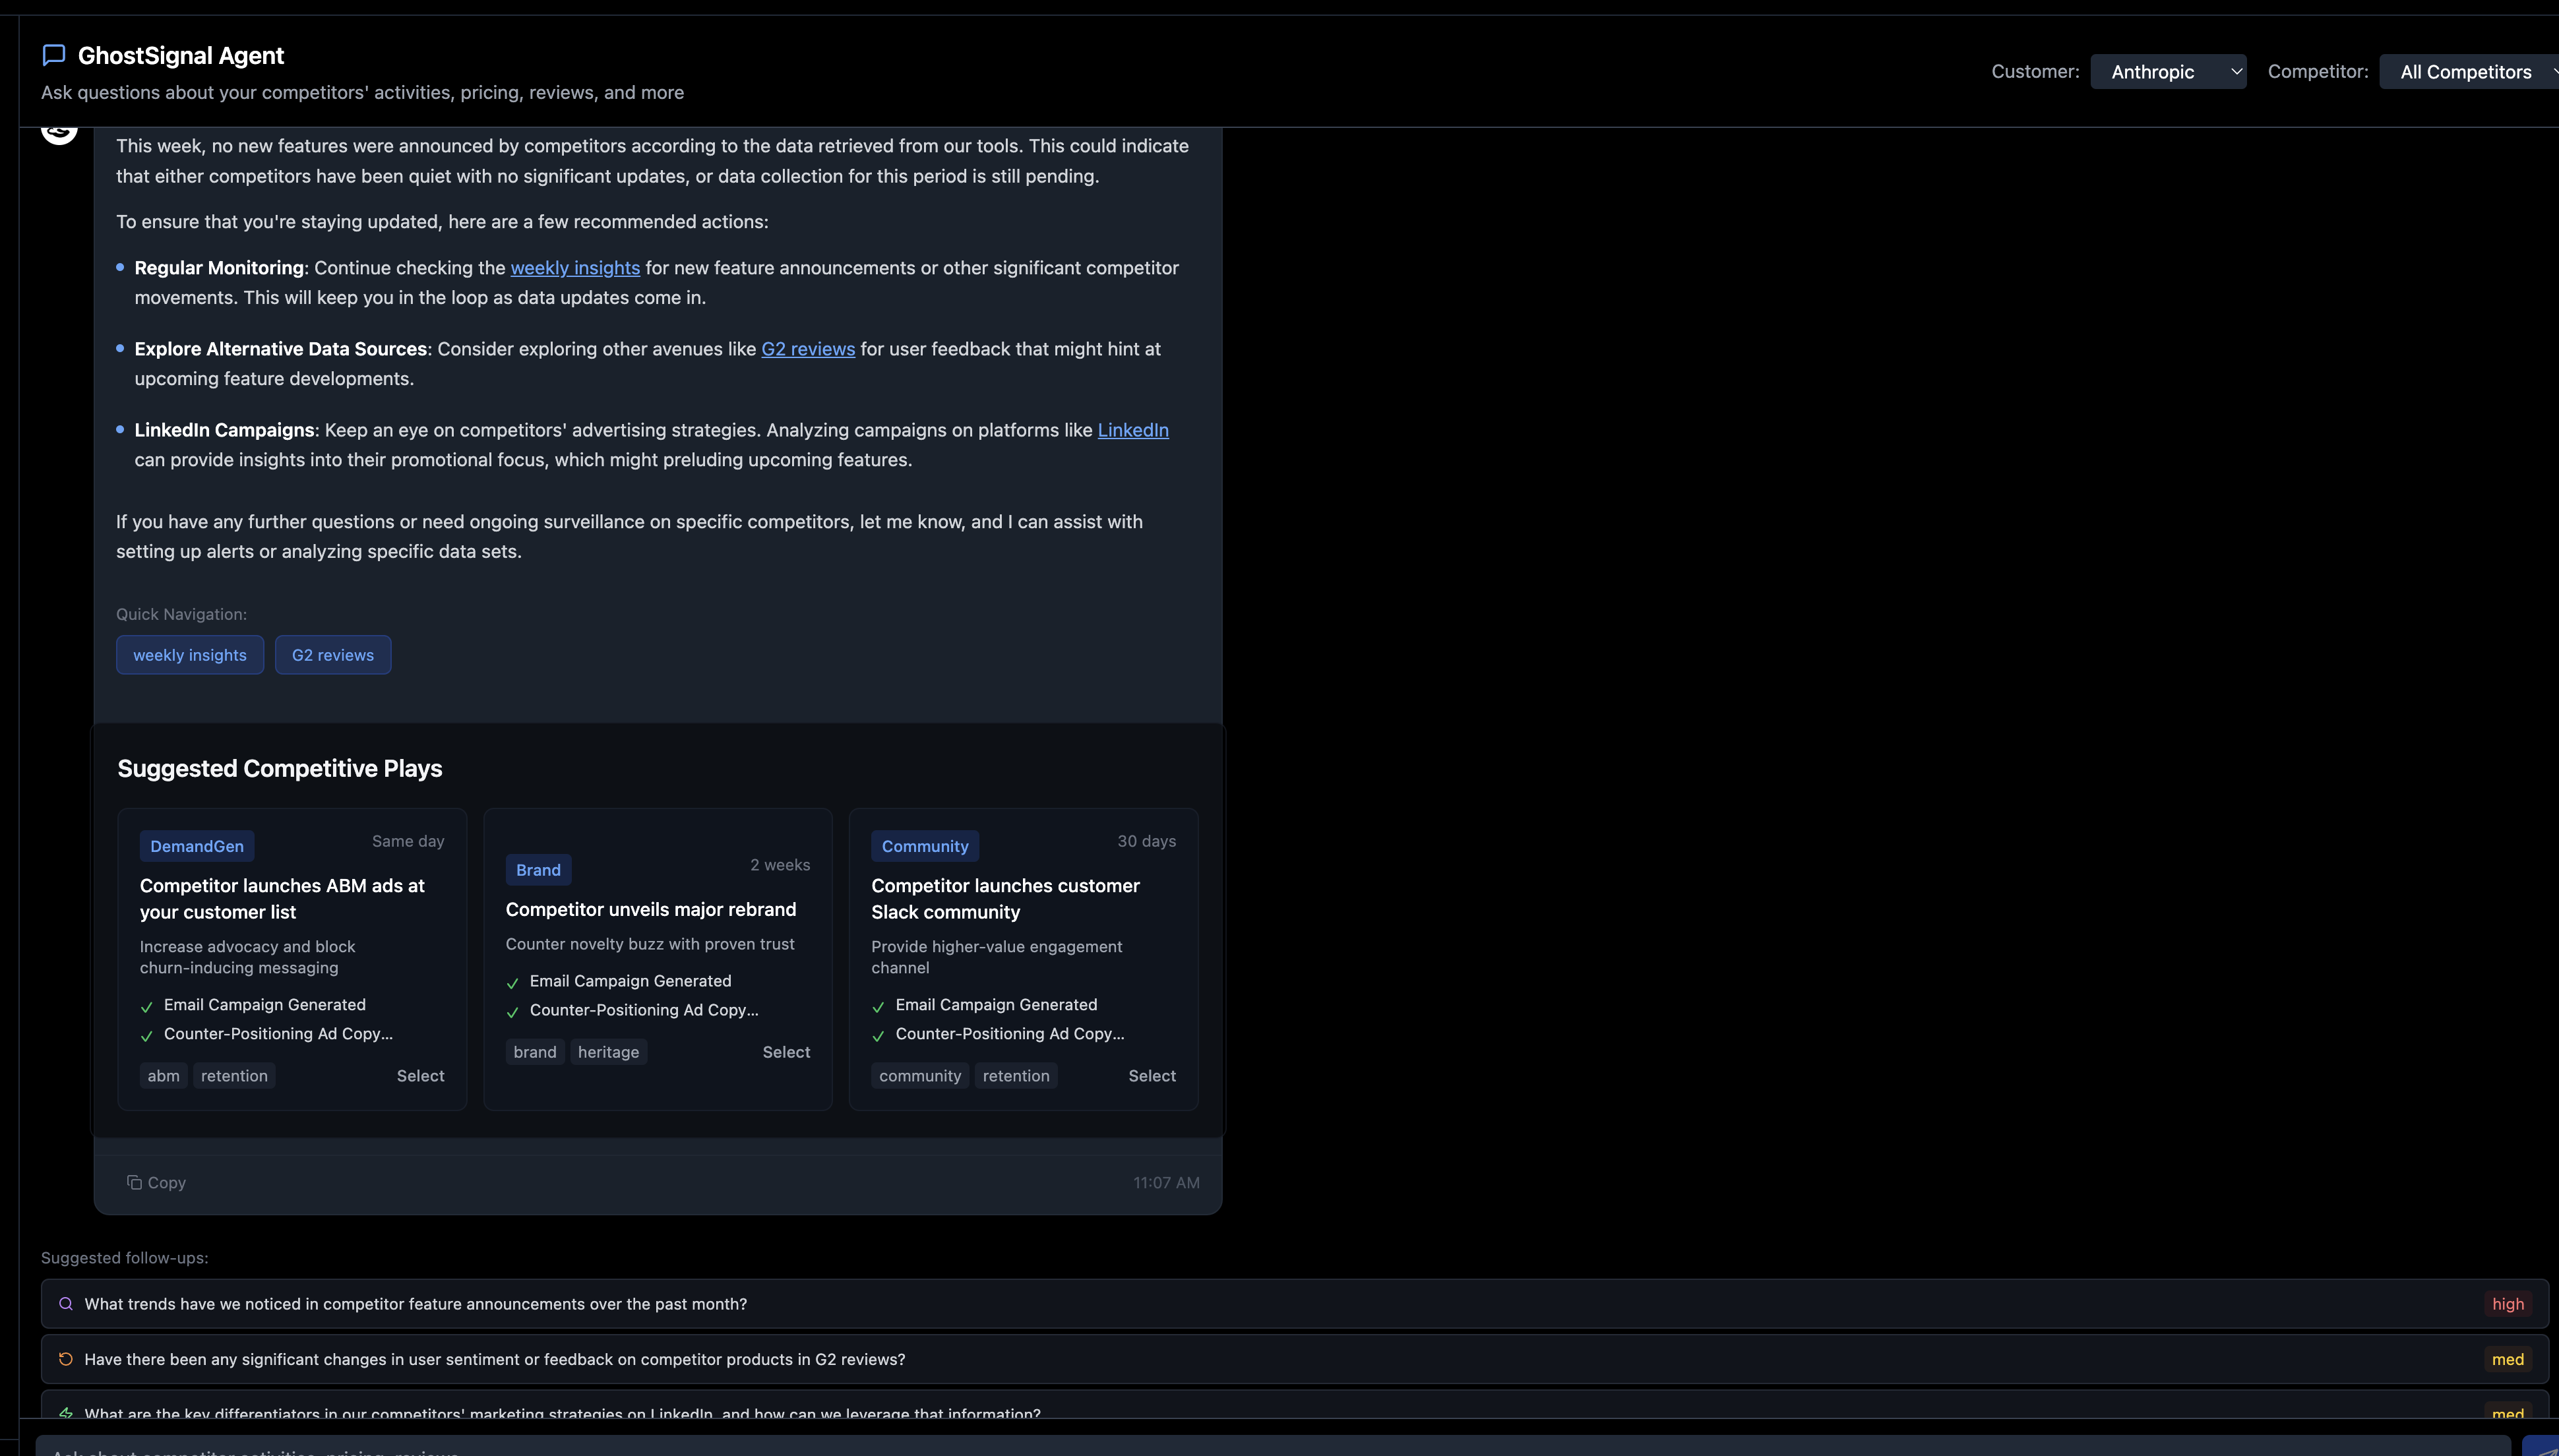 GhostSignal Agent
Ask questions about your competitors' activities, pricing, reviews, and more
Customer:
Anthropic
Competitor:
All Competitors
This week, no new features were announced by competitors according to the data retrieved from our tools. This could indicate
that either competitors have been quiet with no significant updates, or data collection for this period is still pending.
To ensure that you're staying updated, here are a few recommended actions:
Regular Monitoring: Continue checking the weekly insights for new feature announcements or other significant competitor
movements. This will keep you in the loop as data updates come in.
Explore Alternative Data Sources: Consider exploring other avenues like G2 reviews for user feedback that might hint at
upcoming feature developments.
LinkedIn Campaigns: Keep an eye on competitors' advertising strategies. Analyzing campaigns on platforms like LinkedIn
can provide insights into their promotional focus, which might preluding upcoming features.
If you have any further questions or need ongoing surveillance on specific competitors, let me know, and I can assist with
setting up alerts or analyzing specific data sets.
Quick Navigation:
weekly insights
G2 reviews
Suggested Competitive Plays
DemandGen
Same day
Competitor launches ABM ads at
your customer list
Increase advocacy and block
churn-inducing messaging
Email Campaign Generated
Counter-Positioning Ad Copy...
abm
retention
Select
Brand
2 weeks
Competitor unveils major rebrand
Counter novelty buzz with proven trust
Email Campaign Generated
Counter-Positioning Ad Copy...
brand
heritage
Select
Community
30 days
Competitor launches customer
Slack community
Provide higher-value engagement
channel
Email Campaign Generated
Counter-Positioning Ad Copy...
community
retention
Select
Copy
11:07 AM
Suggested follow-ups:
What trends have we noticed in competitor feature announcements over the past month?
high
Have there been any significant changes in user sentiment or feedback on competitor products in G2 reviews?
med
What are the key differentiators in our competitors' marketing strategies on LinkedIn, and how can we leverage that information?
med
Ask about competitor activities, pricing, reviews